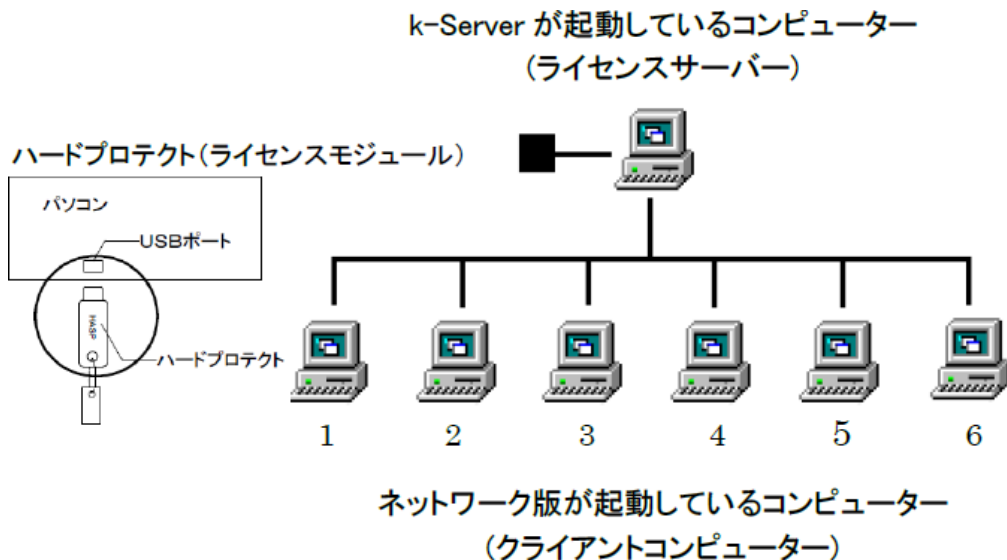 k-Server が起動しているコンピューター
(ライセンスサーバー)
ハードプロテクト(ライセンスモジュール)
パソコン
USBポート
HASP
ハードプロテクト
1 2 3 4 5 6
ネットワーク版が起動しているコンピューター
(クライアントコンピューター)